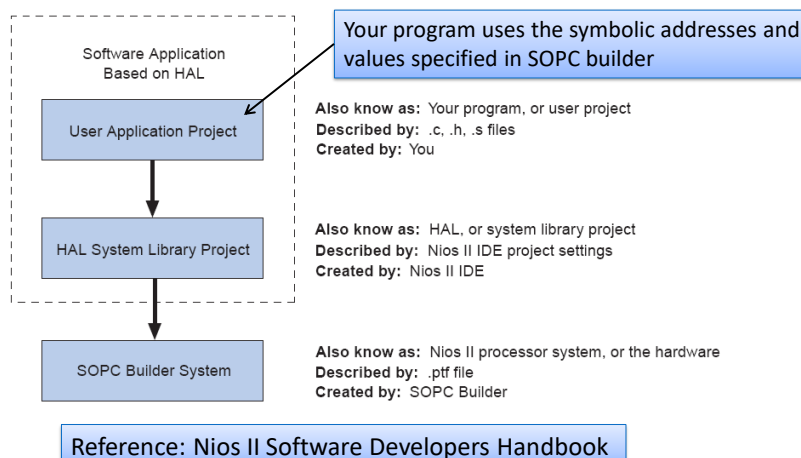 Your program uses the symbolic addresses and
values specified in SOPC builder
Software Application
Based on HAL
User Application Project
Also known as: Your program, or user project
Described by: .c, .h, .s files
Created by: You
HAL System Library Project
Also known as: HAL, or system library project
Described by: Nios II IDE project settings
Created by: Nios II IDE
SOPC Builder System
Also known as: Nios II processor system, or the hardware
Described by: .ptf file
Created by: SOPC Builder
Reference: Nios II Software Developers Handbook